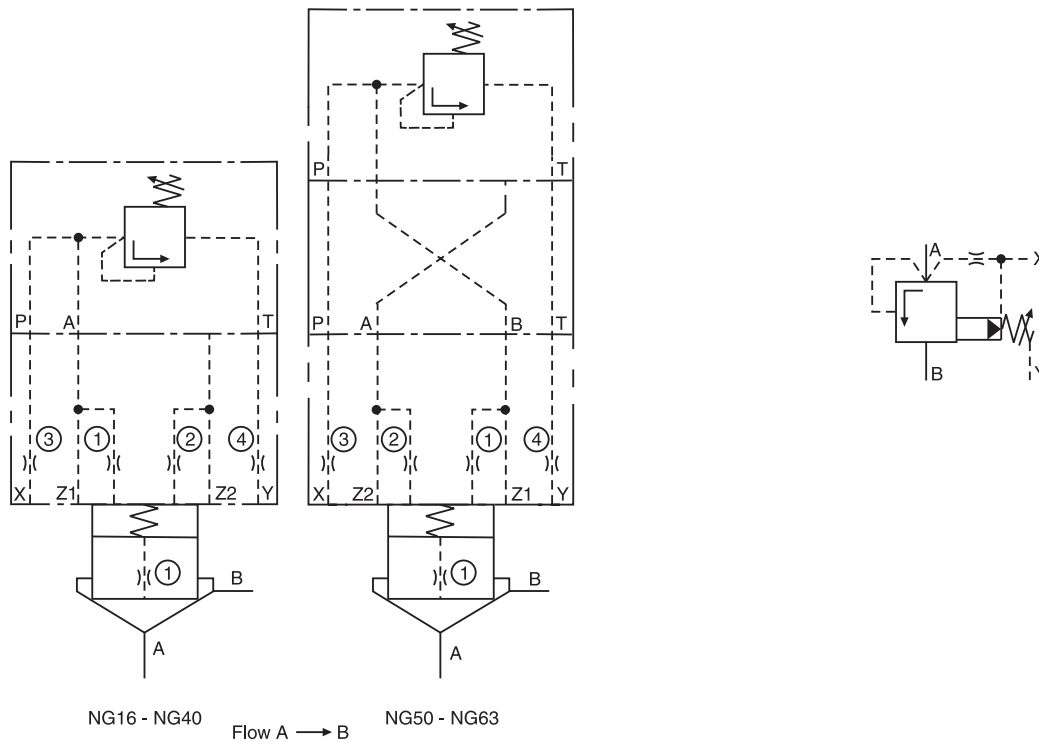 P T
P A T
P A B T
③ ① ② ④
X Z1 Z2 Y
① B
A
NG16 - NG40
③ ② ① ④
X Z2 Z1 Y
① B
A
NG50 - NG63
Flow A → B
A X
B Y